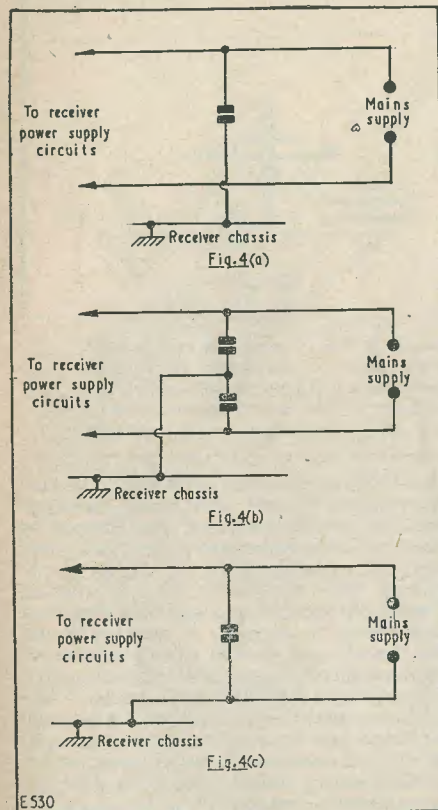 To receiver
power supply
circuits
Mains
supply
Receiver chassis
Fig.4(a)
To receiver
power supply
circuits
Mains
supply
Receiver chassis
Fig.4(b)
To receiver
power supply
circuits
Mains
supply
Receiver chassis
Fig.4(c)
E530